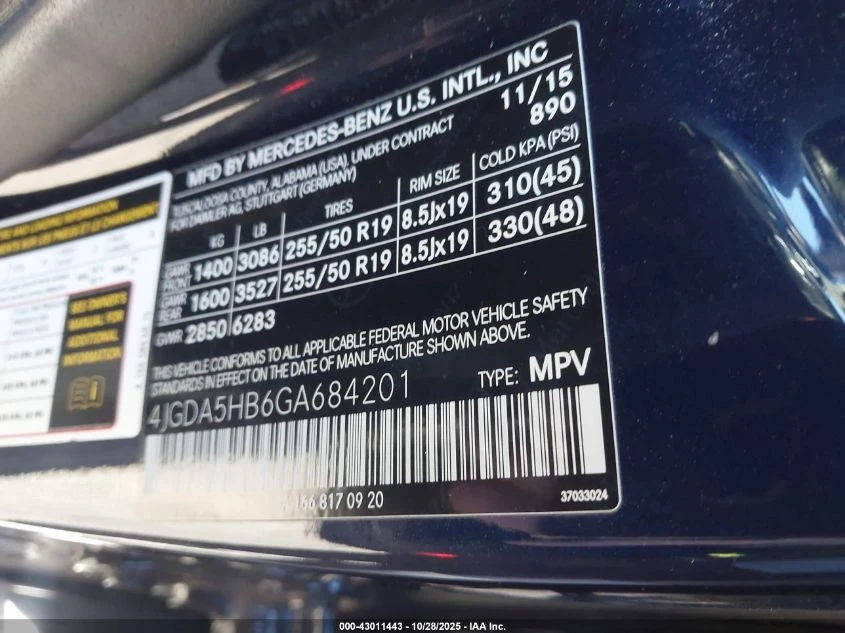 MFD BY MERCEDES-BENZ U.S. INTL., INC
TUSCALOOSA COUNTY, ALABAMA (USA), UNDER CONTRACT 11/15
FOR DAIMLER AG, STUTTGART (GERMANY) 890
KG LB TIRES RIM SIZE COLD KPA (PSI)
GAWR FRONT 1400 3086 255/50 R19 8.5Jx19 310(45)
GAWR REAR 1600 3527 255/50 R19 8.5Jx19 330(48)
GVWR 2850 6283
THIS VEHICLE CONFORMS TO ALL APPLICABLE FEDERAL MOTOR VEHICLE SAFETY
STANDARDS IN EFFECT ON THE DATE OF MANUFACTURE SHOWN ABOVE.
4JGDA5HB6GA684201 TYPE: MPV
166 817 09 20 37033024
AND LOADING INFORMATION
SEE OWNER'S
MANUAL FOR
ADDITIONAL
INFORMATION
000-43011443 | 10/28/2025 - IAA Inc.